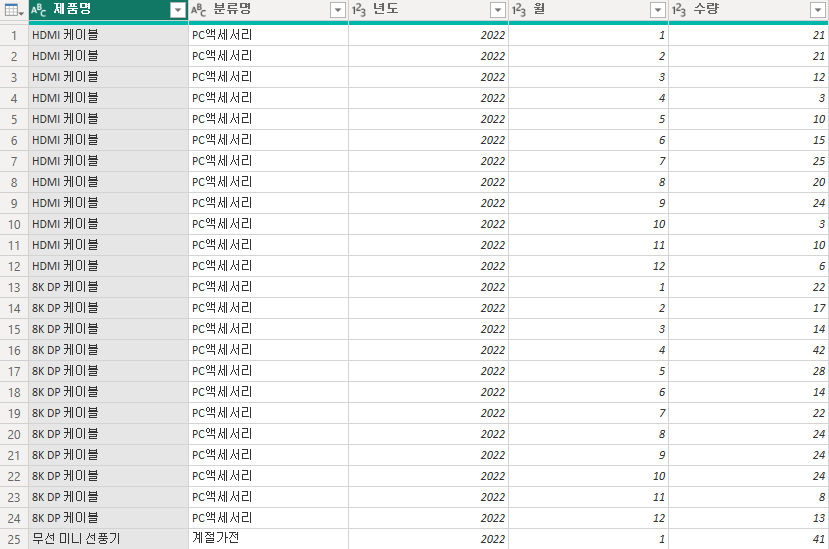 ABC 제품명 ABC 분류명 123 년도 123 월 123 수량
1 HDMI 케이블 PC액세서리 2022 1 21
2 HDMI 케이블 PC액세서리 2022 2 21
3 HDMI 케이블 PC액세서리 2022 3 12
4 HDMI 케이블 PC액세서리 2022 4 3
5 HDMI 케이블 PC액세서리 2022 5 10
6 HDMI 케이블 PC액세서리 2022 6 15
7 HDMI 케이블 PC액세서리 2022 7 25
8 HDMI 케이블 PC액세서리 2022 8 20
9 HDMI 케이블 PC액세서리 2022 9 24
10 HDMI 케이블 PC액세서리 2022 10 3
11 HDMI 케이블 PC액세서리 2022 11 10
12 HDMI 케이블 PC액세서리 2022 12 6
13 8K DP 케이블 PC액세서리 2022 1 22
14 8K DP 케이블 PC액세서리 2022 2 17
15 8K DP 케이블 PC액세서리 2022 3 14
16 8K DP 케이블 PC액세서리 2022 4 42
17 8K DP 케이블 PC액세서리 2022 5 28
18 8K DP 케이블 PC액세서리 2022 6 14
19 8K DP 케이블 PC액세서리 2022 7 22
20 8K DP 케이블 PC액세서리 2022 8 24
21 8K DP 케이블 PC액세서리 2022 9 24
22 8K DP 케이블 PC액세서리 2022 10 24
23 8K DP 케이블 PC액세서리 2022 11 8
24 8K DP 케이블 PC액세서리 2022 12 13
25 무선 미니 선풍기 계절가전 2022 1 41